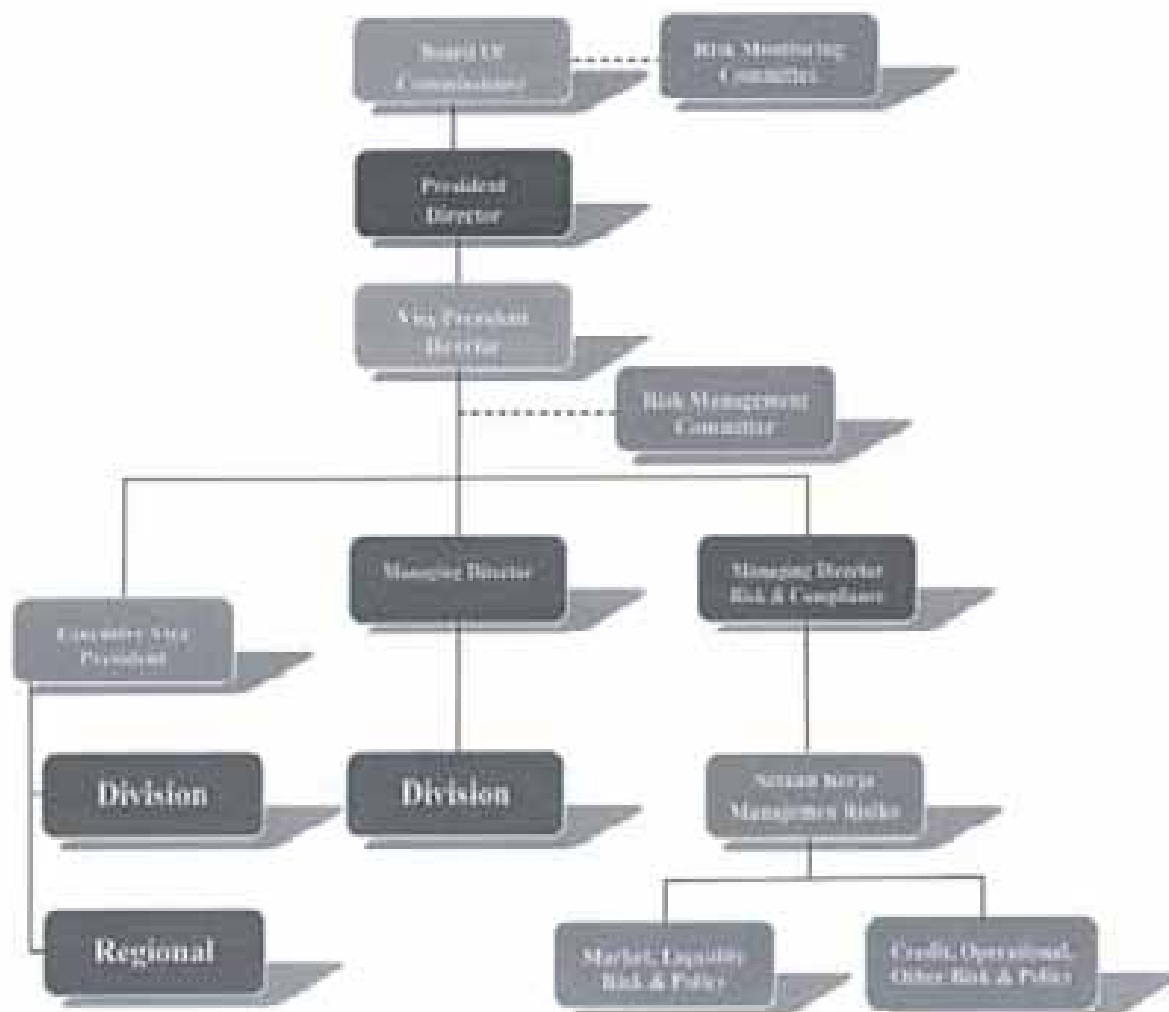 Board Of
Commissioner
Risk Monitoring
Committee
President
Director
Vice President
Director
Risk Management
Committee
Managing Director
Managing Director
Risk & Compliance
Executive Vice
President
Division
Division
Satuan Kerja
Manajemen Risiko
Regional
Market, Liquidity
Risk & Policy
Credit, Operational,
Other Risk & Policy